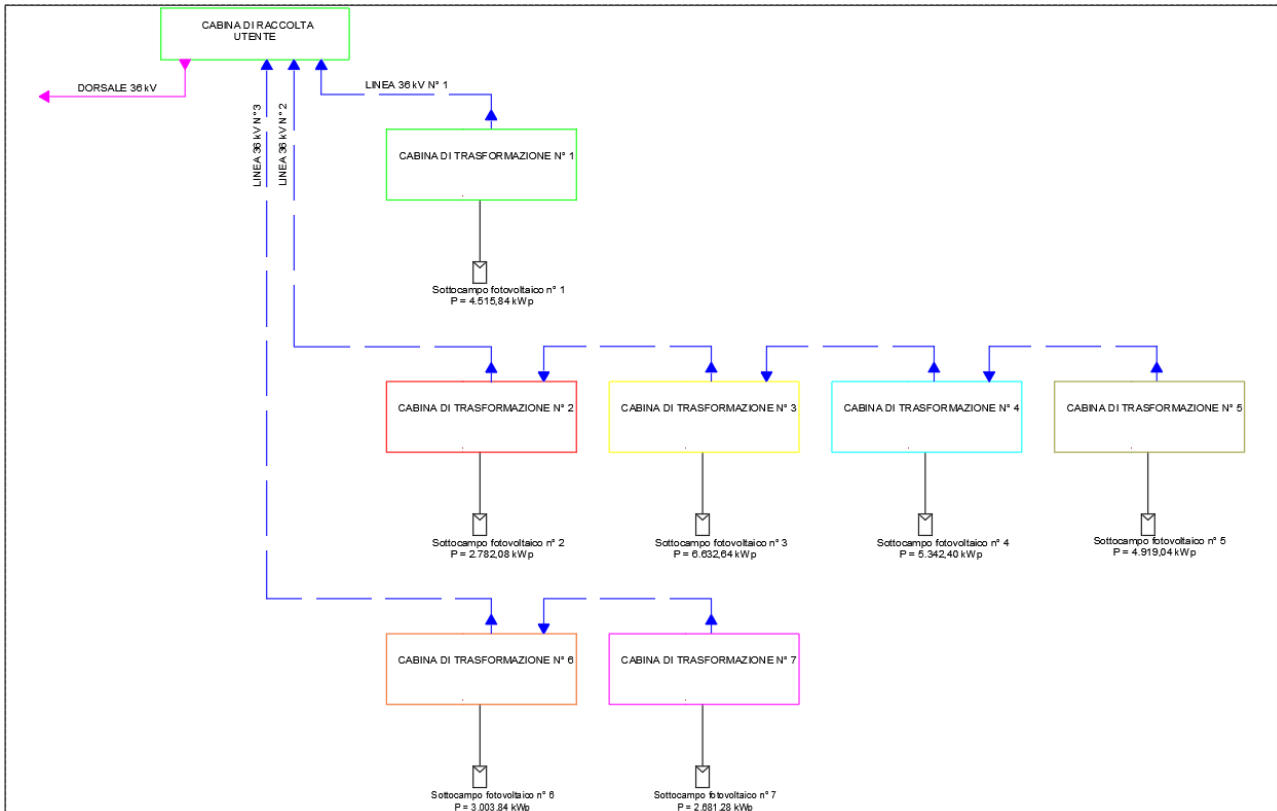 CABINA DI RACCOLTA
UTENTE
DORSALE 36 kV
LINEA 36 kV N° 1
LINEA 36 kV N° 3
LINEA 36 kV N° 2
CABINA DI TRASFORMAZIONE N° 1
Sottocampo fotovoltaico n° 1
P = 4.515,84 kWp
CABINA DI TRASFORMAZIONE N° 2
CABINA DI TRASFORMAZIONE N° 3
CABINA DI TRASFORMAZIONE N° 4
CABINA DI TRASFORMAZIONE N° 5
Sottocampo fotovoltaico n° 2
P = 2.782,08 kWp
Sottocampo fotovoltaico n° 3
P = 6.632,64 kWp
Sottocampo fotovoltaico n° 4
P = 5.342,40 kWp
Sottocampo fotovoltaico n° 5
P = 4.919,04 kWp
CABINA DI TRASFORMAZIONE N° 6
CABINA DI TRASFORMAZIONE N° 7
Sottocampo fotovoltaico n° 6
P = 3.003,84 kWp
Sottocampo fotovoltaico n° 7
P = 2.681,28 kWp